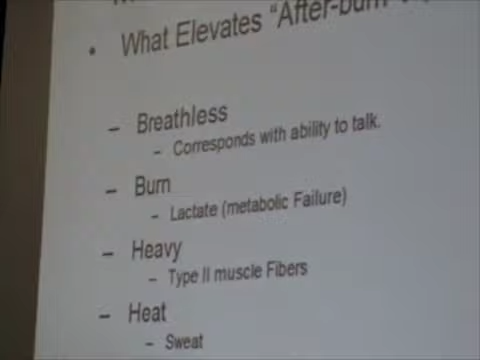 • What Elevates "After-burn"
– Breathless
– Corresponds with ability to talk.
– Burn
– Lactate (metabolic Failure)
– Heavy
– Type II muscle Fibers
– Heat
– Sweat